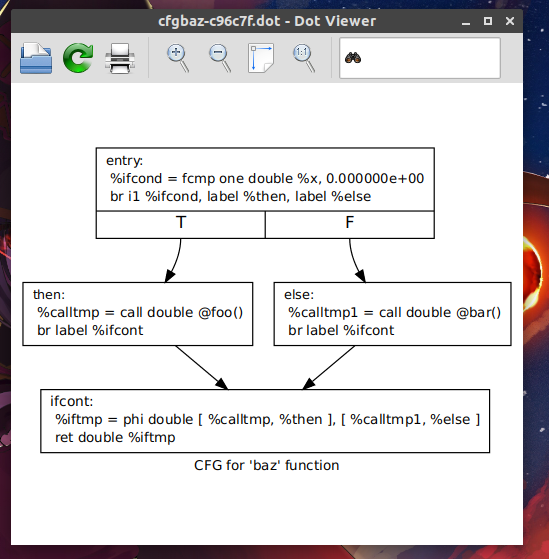 cfgbaz-c96c7f.dot - Dot Viewer
1:1
entry:
%ifcond = fcmp one double %x, 0.000000e+00
br i1 %ifcond, label %then, label %else
T
F
then:
%calltmp = call double @foo()
br label %ifcont
else:
%calltmp1 = call double @bar()
br label %ifcont
ifcont:
%iftmp = phi double [ %calltmp, %then ], [ %calltmp1, %else ]
ret double %iftmp
CFG for 'baz' function